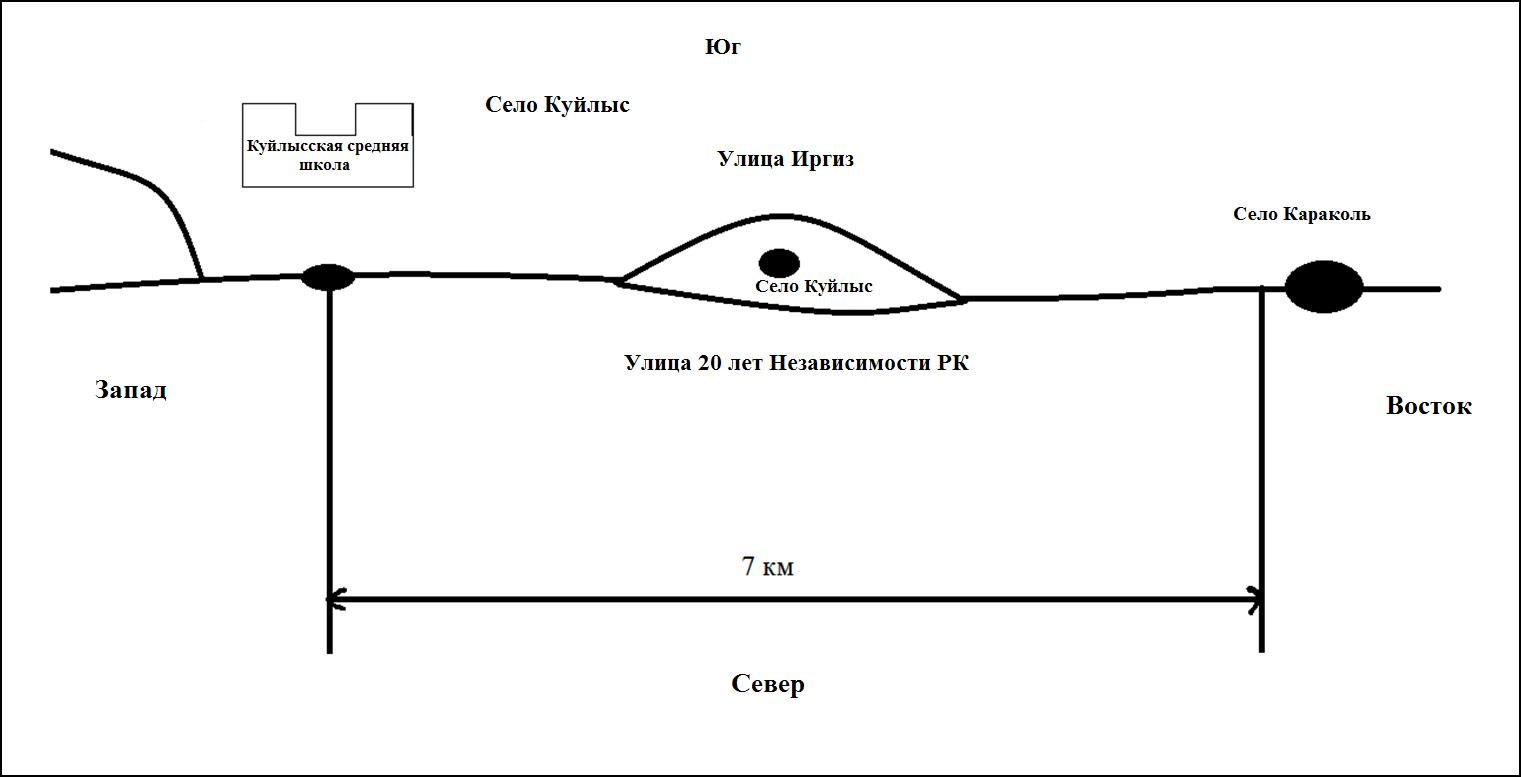 Юг
Село Куйлыс
Куйлысская средняя
школа
Улица Иргиз
Село Караколь
Село Куйлыс
Улица 20 лет Независимости РК
Запад
Восток
7 км
Север